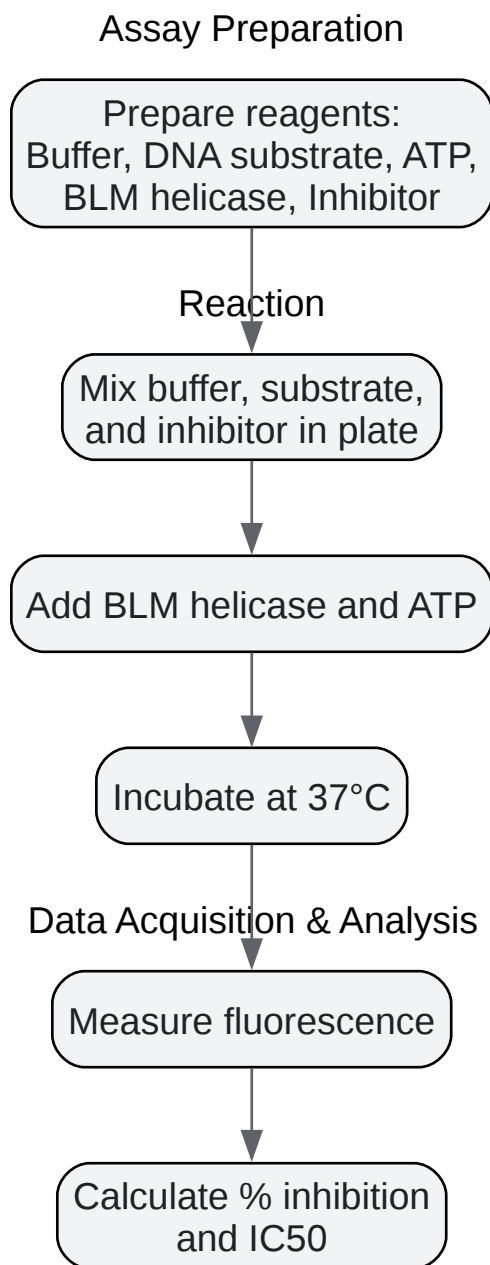 Assay Preparation
Prepare reagents:
Buffer, DNA substrate, ATP,
BLM helicase, Inhibitor
Reaction
Mix buffer, substrate,
and inhibitor in plate
Add BLM helicase and ATP
Incubate at 37°C
Data Acquisition & Analysis
Measure fluorescence
Calculate % inhibition
and IC50